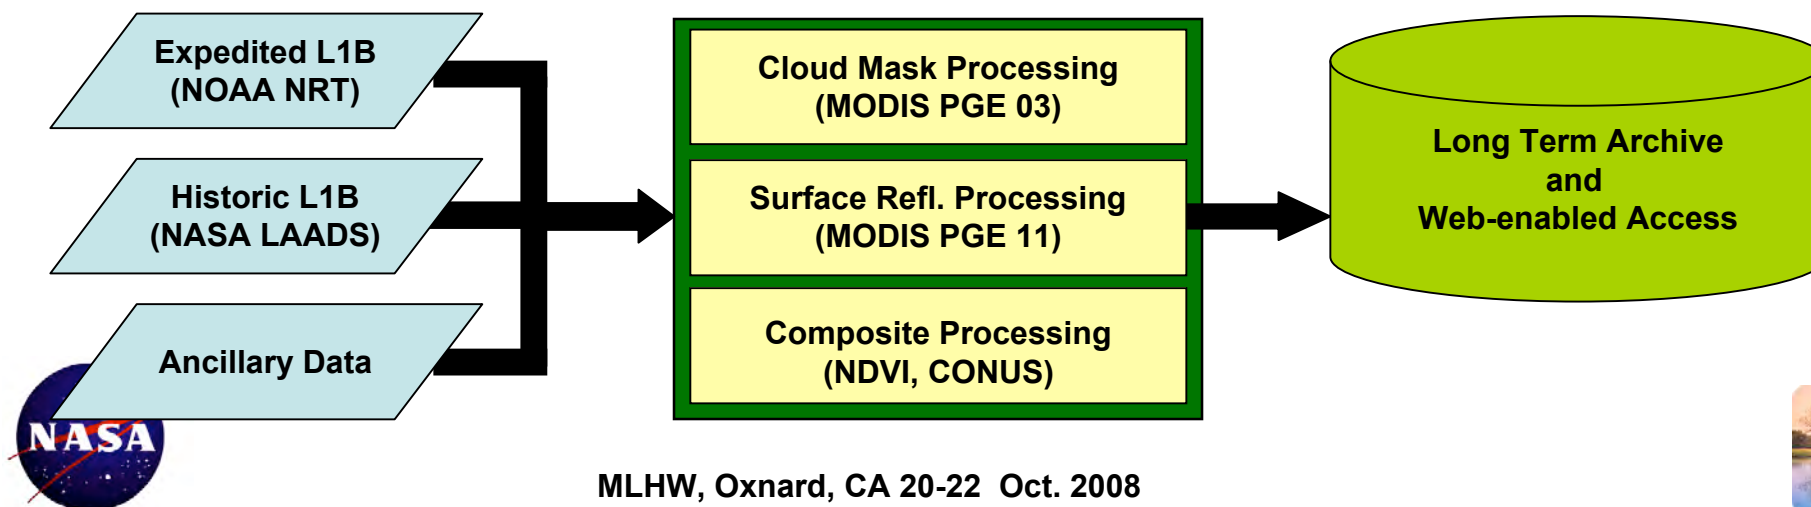 Expedited L1B
(NOAA NRT)
Historic L1B
(NASA LAADS)
Ancillary Data
Cloud Mask Processing
(MODIS PGE 03)
Surface Refl. Processing
(MODIS PGE 11)
Composite Processing
(NDVI, CONUS)
Long Term Archive
and
Web-enabled Access
NASA
MLHW, Oxnard, CA 20-22 Oct. 2008